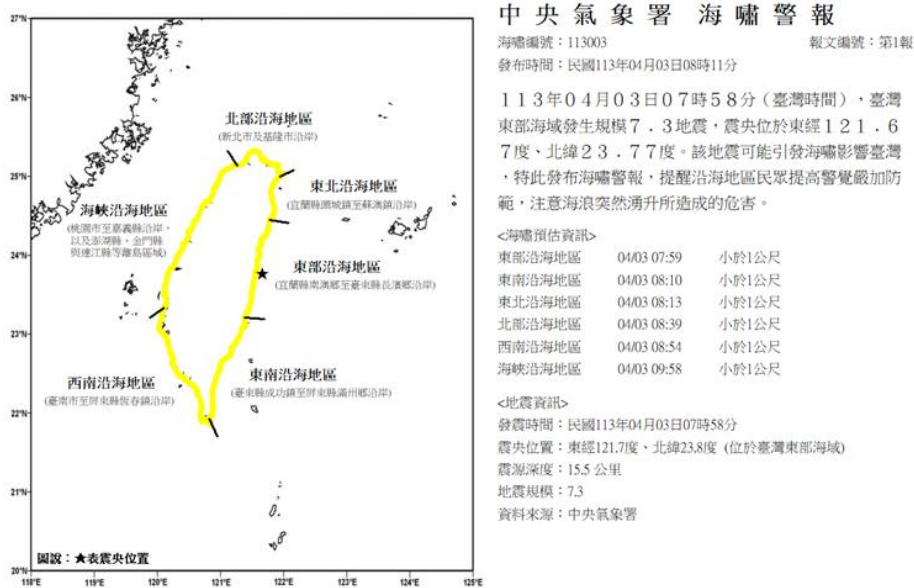 中央氣象署 海嘯警報
海嘯編號：113003 報文編號：第1報
發布時間：民國113年04月03日08時11分
１１３年０４月０３日０７時５８分（臺灣時間），臺灣
東部海域發生規模７．３地震，震央位於東經１２１．６
７度、北緯２３．７７度。該地震可能引發海嘯影響臺灣
，特此發布海嘯警報，提醒沿海地區民眾提高警覺嚴加防
範，注意海浪突然湧升所造成的危害。
<海嘯預估資訊>
東部沿海地區 04/03 07:59 小於1公尺
東南沿海地區 04/03 08:10 小於1公尺
東北沿海地區 04/03 08:13 小於1公尺
北部沿海地區 04/03 08:39 小於1公尺
西南沿海地區 04/03 08:54 小於1公尺
海峽沿海地區 04/03 09:58 小於1公尺
<地震資訊>
發震時間：民國113年04月03日07時58分
震央位置：東經121.7度、北緯23.8度 (位於臺灣東部海域)
震源深度：15.5 公里
地震規模：7.3
資料來源：中央氣象署
27°N
26°N
25°N
24°N
23°N
22°N
21°N
20°N
北部沿海地區
(新北市及基隆市沿岸)
東北沿海地區
(宜蘭縣頭城鎮至蘇澳鎮沿岸)
海峽沿海地區
(桃園市至嘉義縣沿岸，
以及澎湖縣、金門縣
與連江縣等離島區域)
東部沿海地區
(宜蘭縣南澳鄉至臺東縣長濱鄉沿岸)
東南沿海地區
(臺東縣成功鎮至屏東縣滿州鄉沿岸)
西南沿海地區
(臺南市至屏東縣恆春鎮沿岸)
圖說：★表震央位置
118°E 119°E 120°E 121°E 122°E 123°E 124°E 125°E